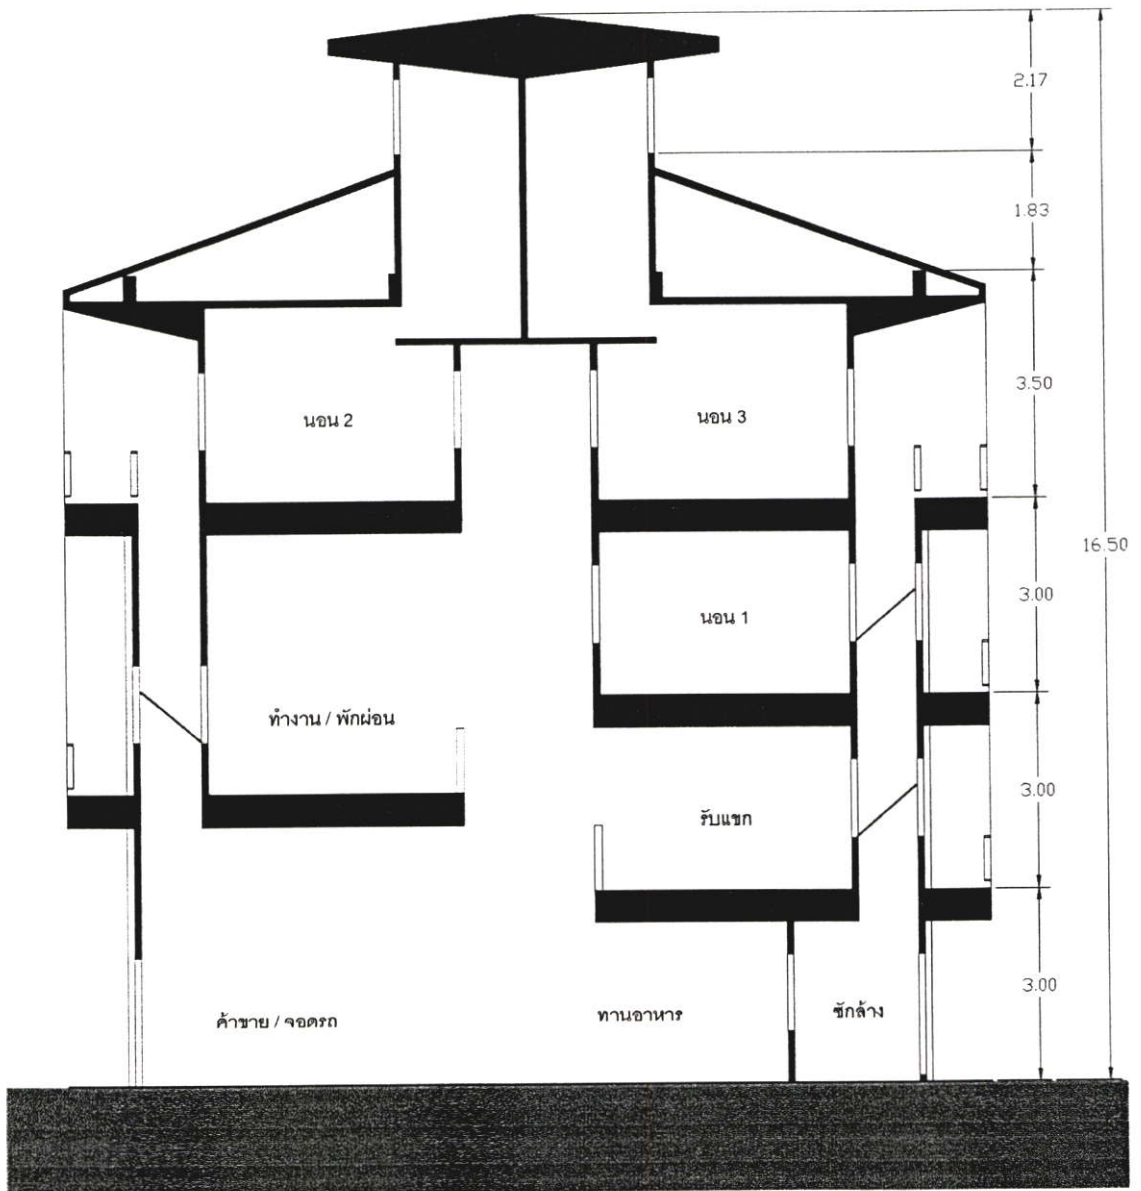 2.17
1.83
3.50
นอน 2
นอน 3
16.50
3.00
นอน 1
ทำงาน / พักผ่อน
3.00
รับแขก
3.00
ค้าขาย / จอดรถ
ทานอาหาร
ซักล้าง